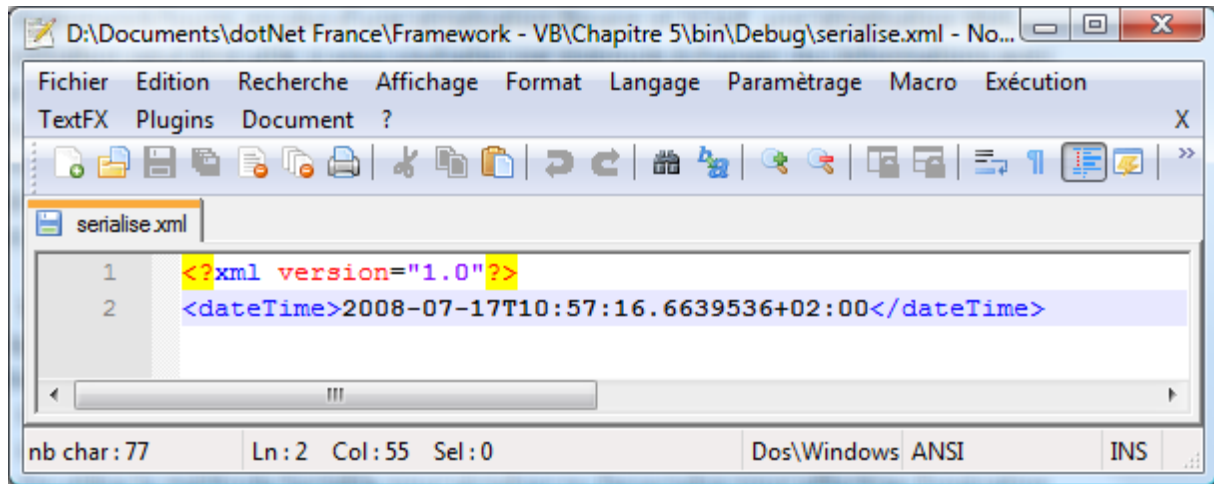 D:\Documents\dotNet France\Framework - VB\Chapitre 5\bin\Debug\serialise.xml - No...
Fichier Edition Recherche Affichage Format Langage Paramètrage Macro Exécution
TextFX Plugins Document ? X
serialise.xml
1 <?xml version="1.0"?>
2 <dateTime>2008-07-17T10:57:16.6639536+02:00</dateTime>
nb char : 77 Ln : 2 Col : 55 Sel : 0 Dos\Windows ANSI INS